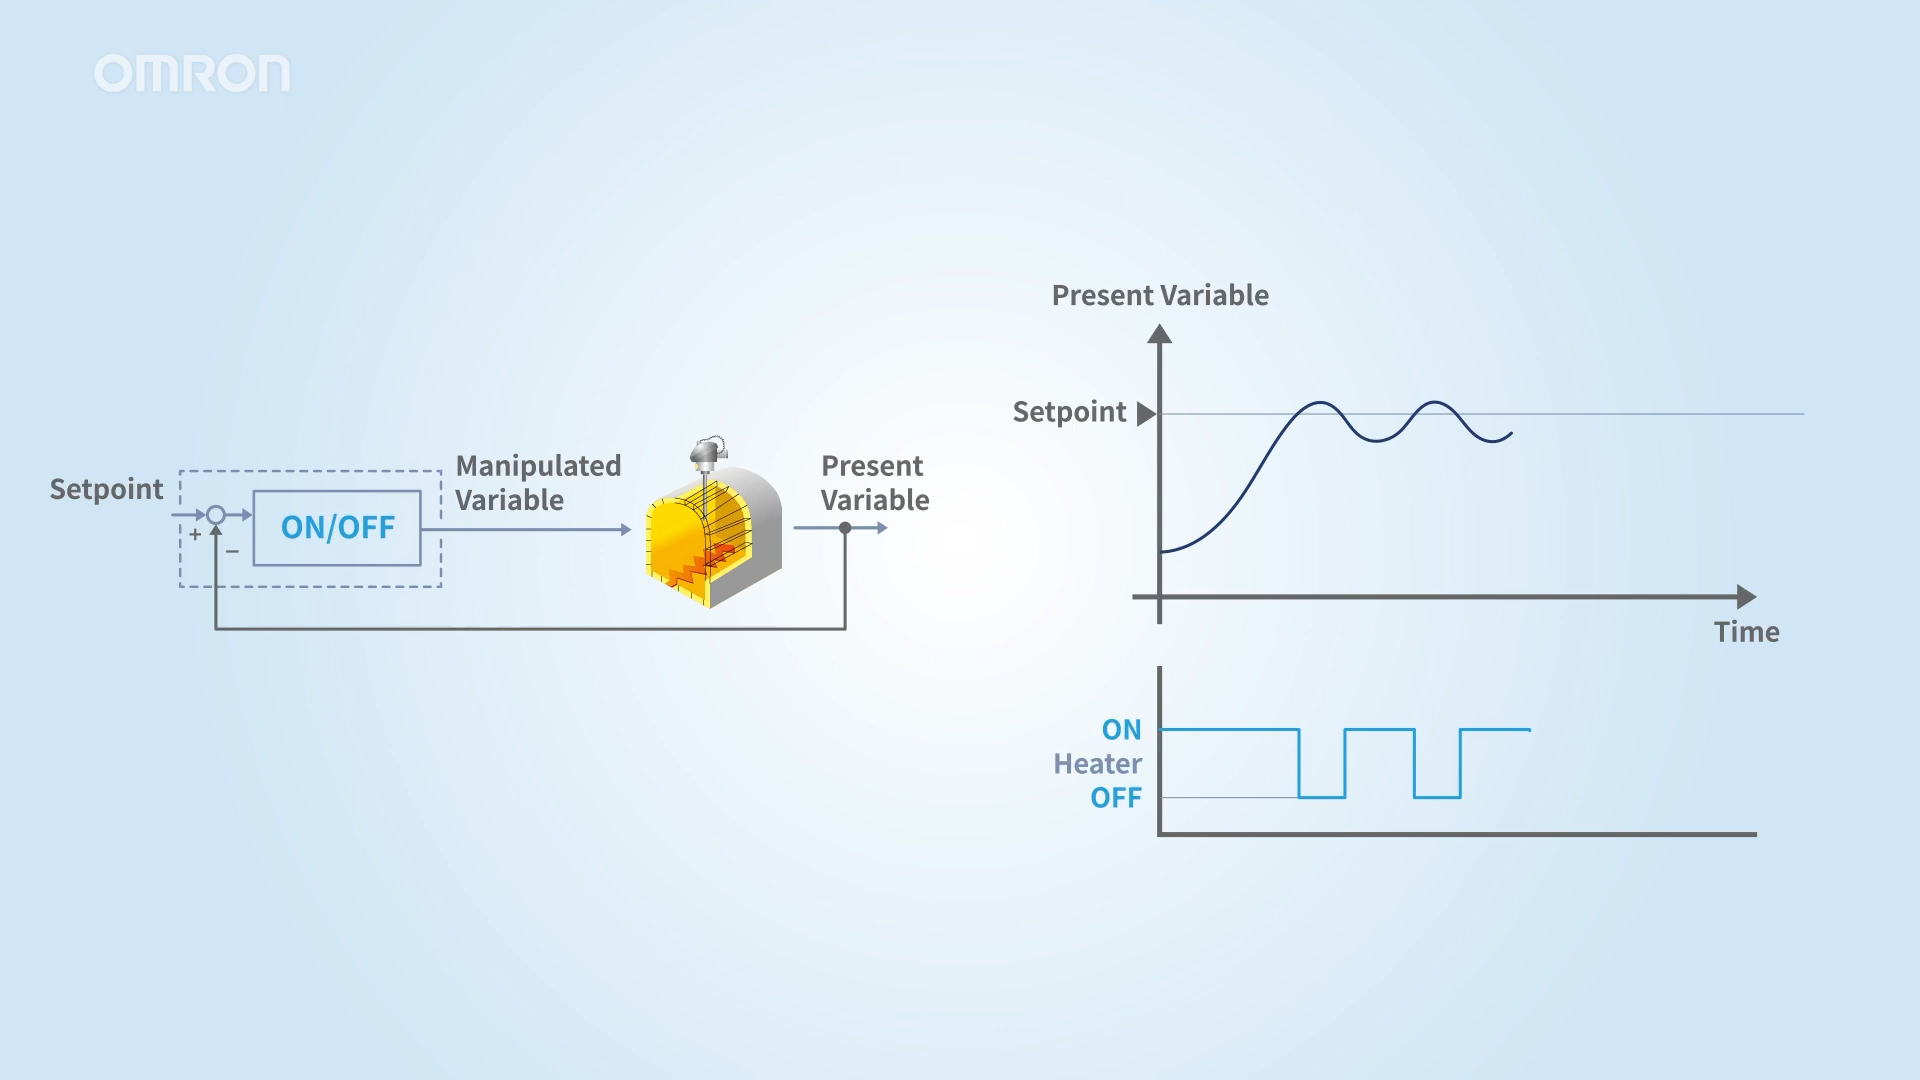 OMRON
Setpoint
+
−
ON/OFF
Manipulated
Variable
Present
Variable
Present Variable
Setpoint
Time
ON
Heater
OFF